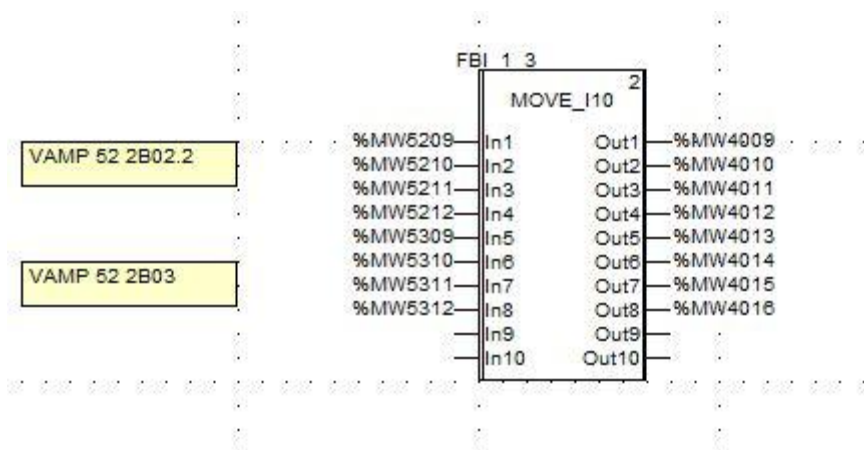 FBI_1_3
2
MOVE_I10
VAMP 52 2B02.2
%MW5209 In1 Out1 %MW4009
%MW5210 In2 Out2 %MW4010
%MW5211 In3 Out3 %MW4011
%MW5212 In4 Out4 %MW4012
%MW5309 In5 Out5 %MW4013
VAMP 52 2B03
%MW5310 In6 Out6 %MW4014
%MW5311 In7 Out7 %MW4015
%MW5312 In8 Out8 %MW4016
In9 Out9
In10 Out10